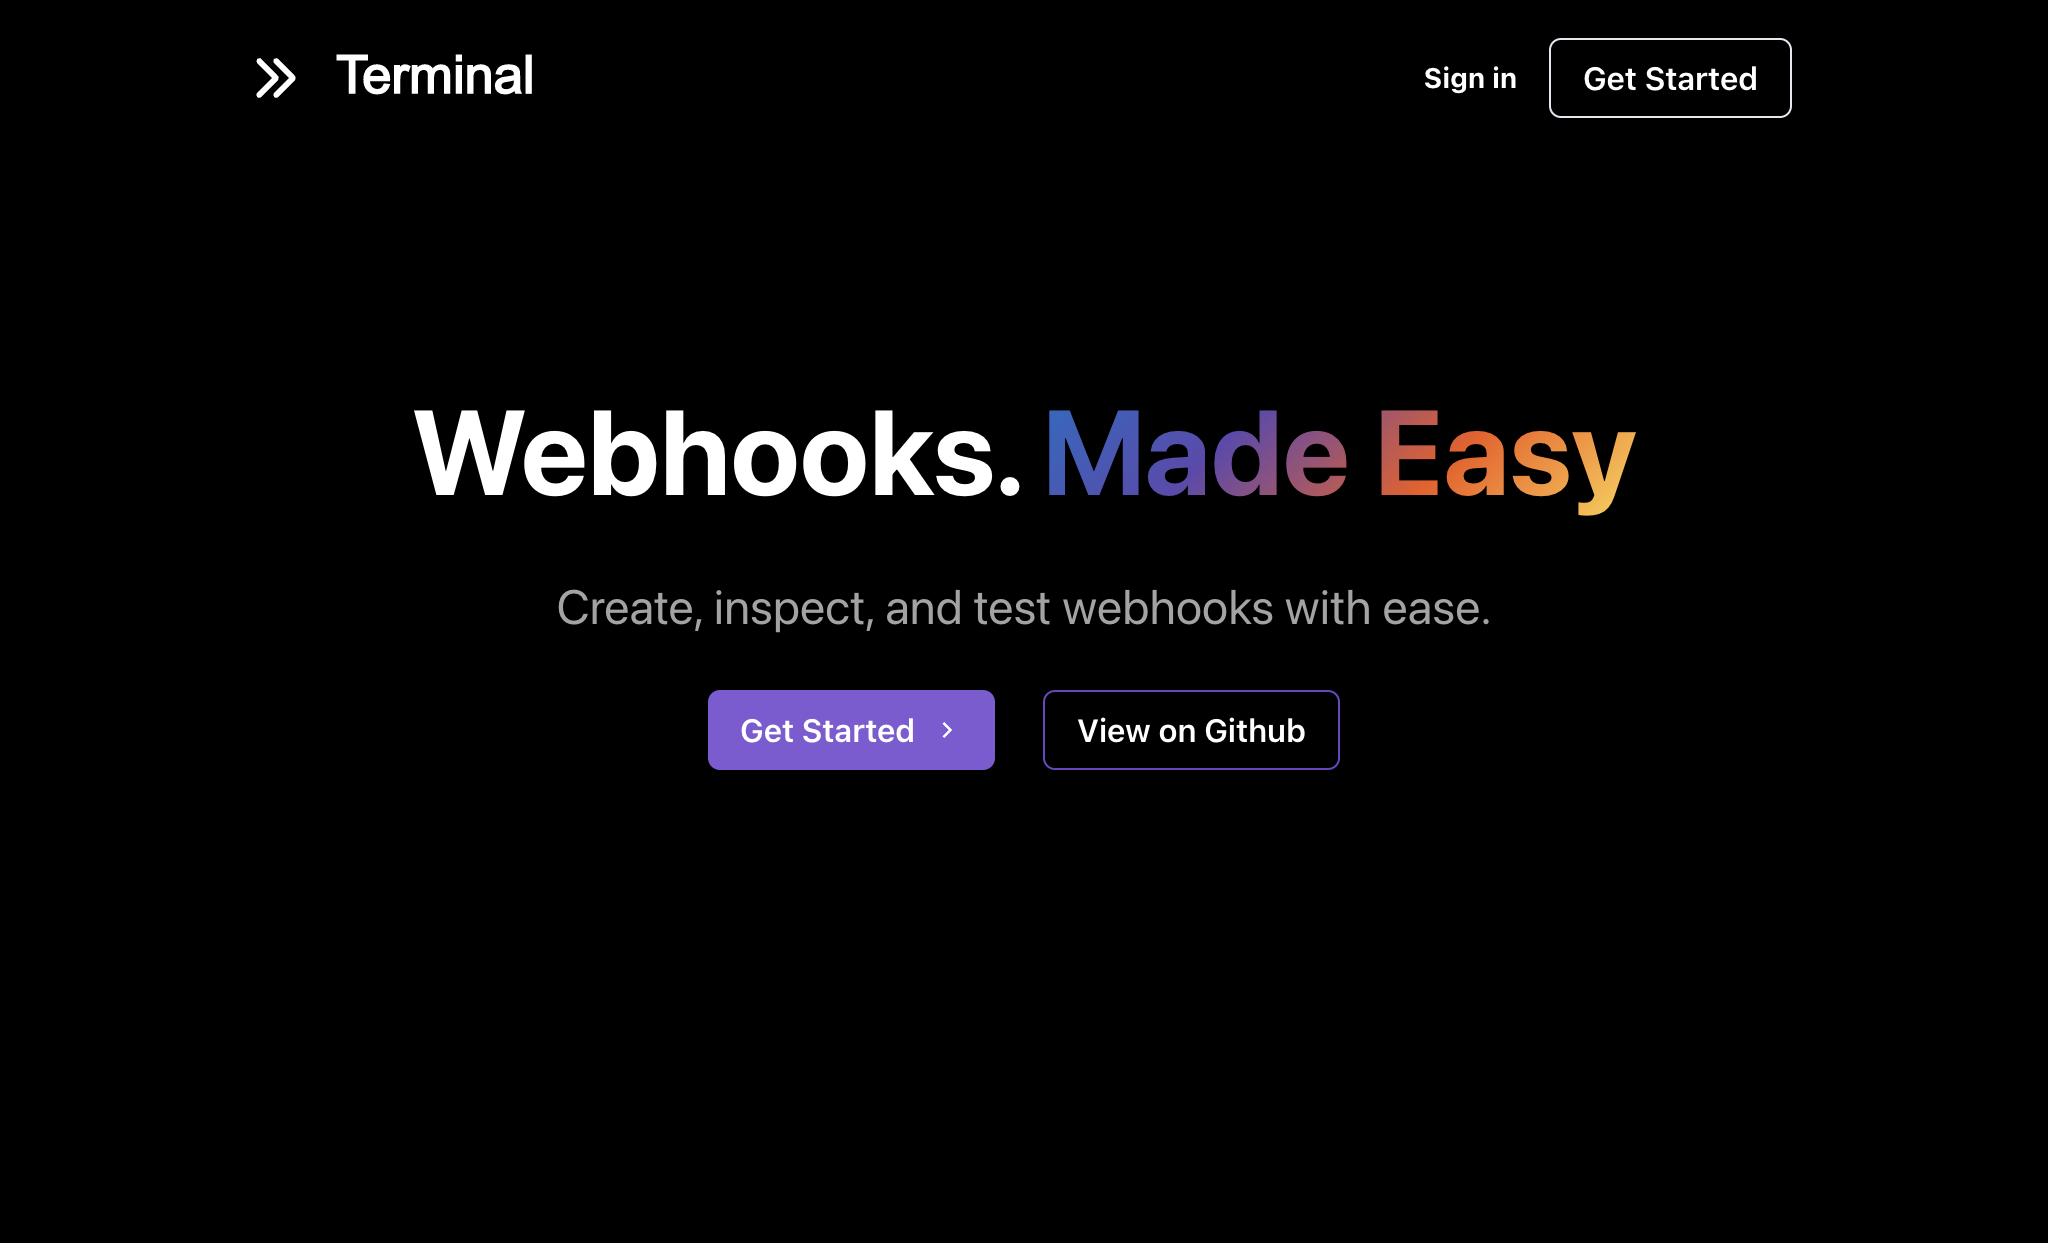 Terminal
Sign in
Get Started
Webhooks. Made Easy
Create, inspect, and test webhooks with ease.
Get Started
View on Github